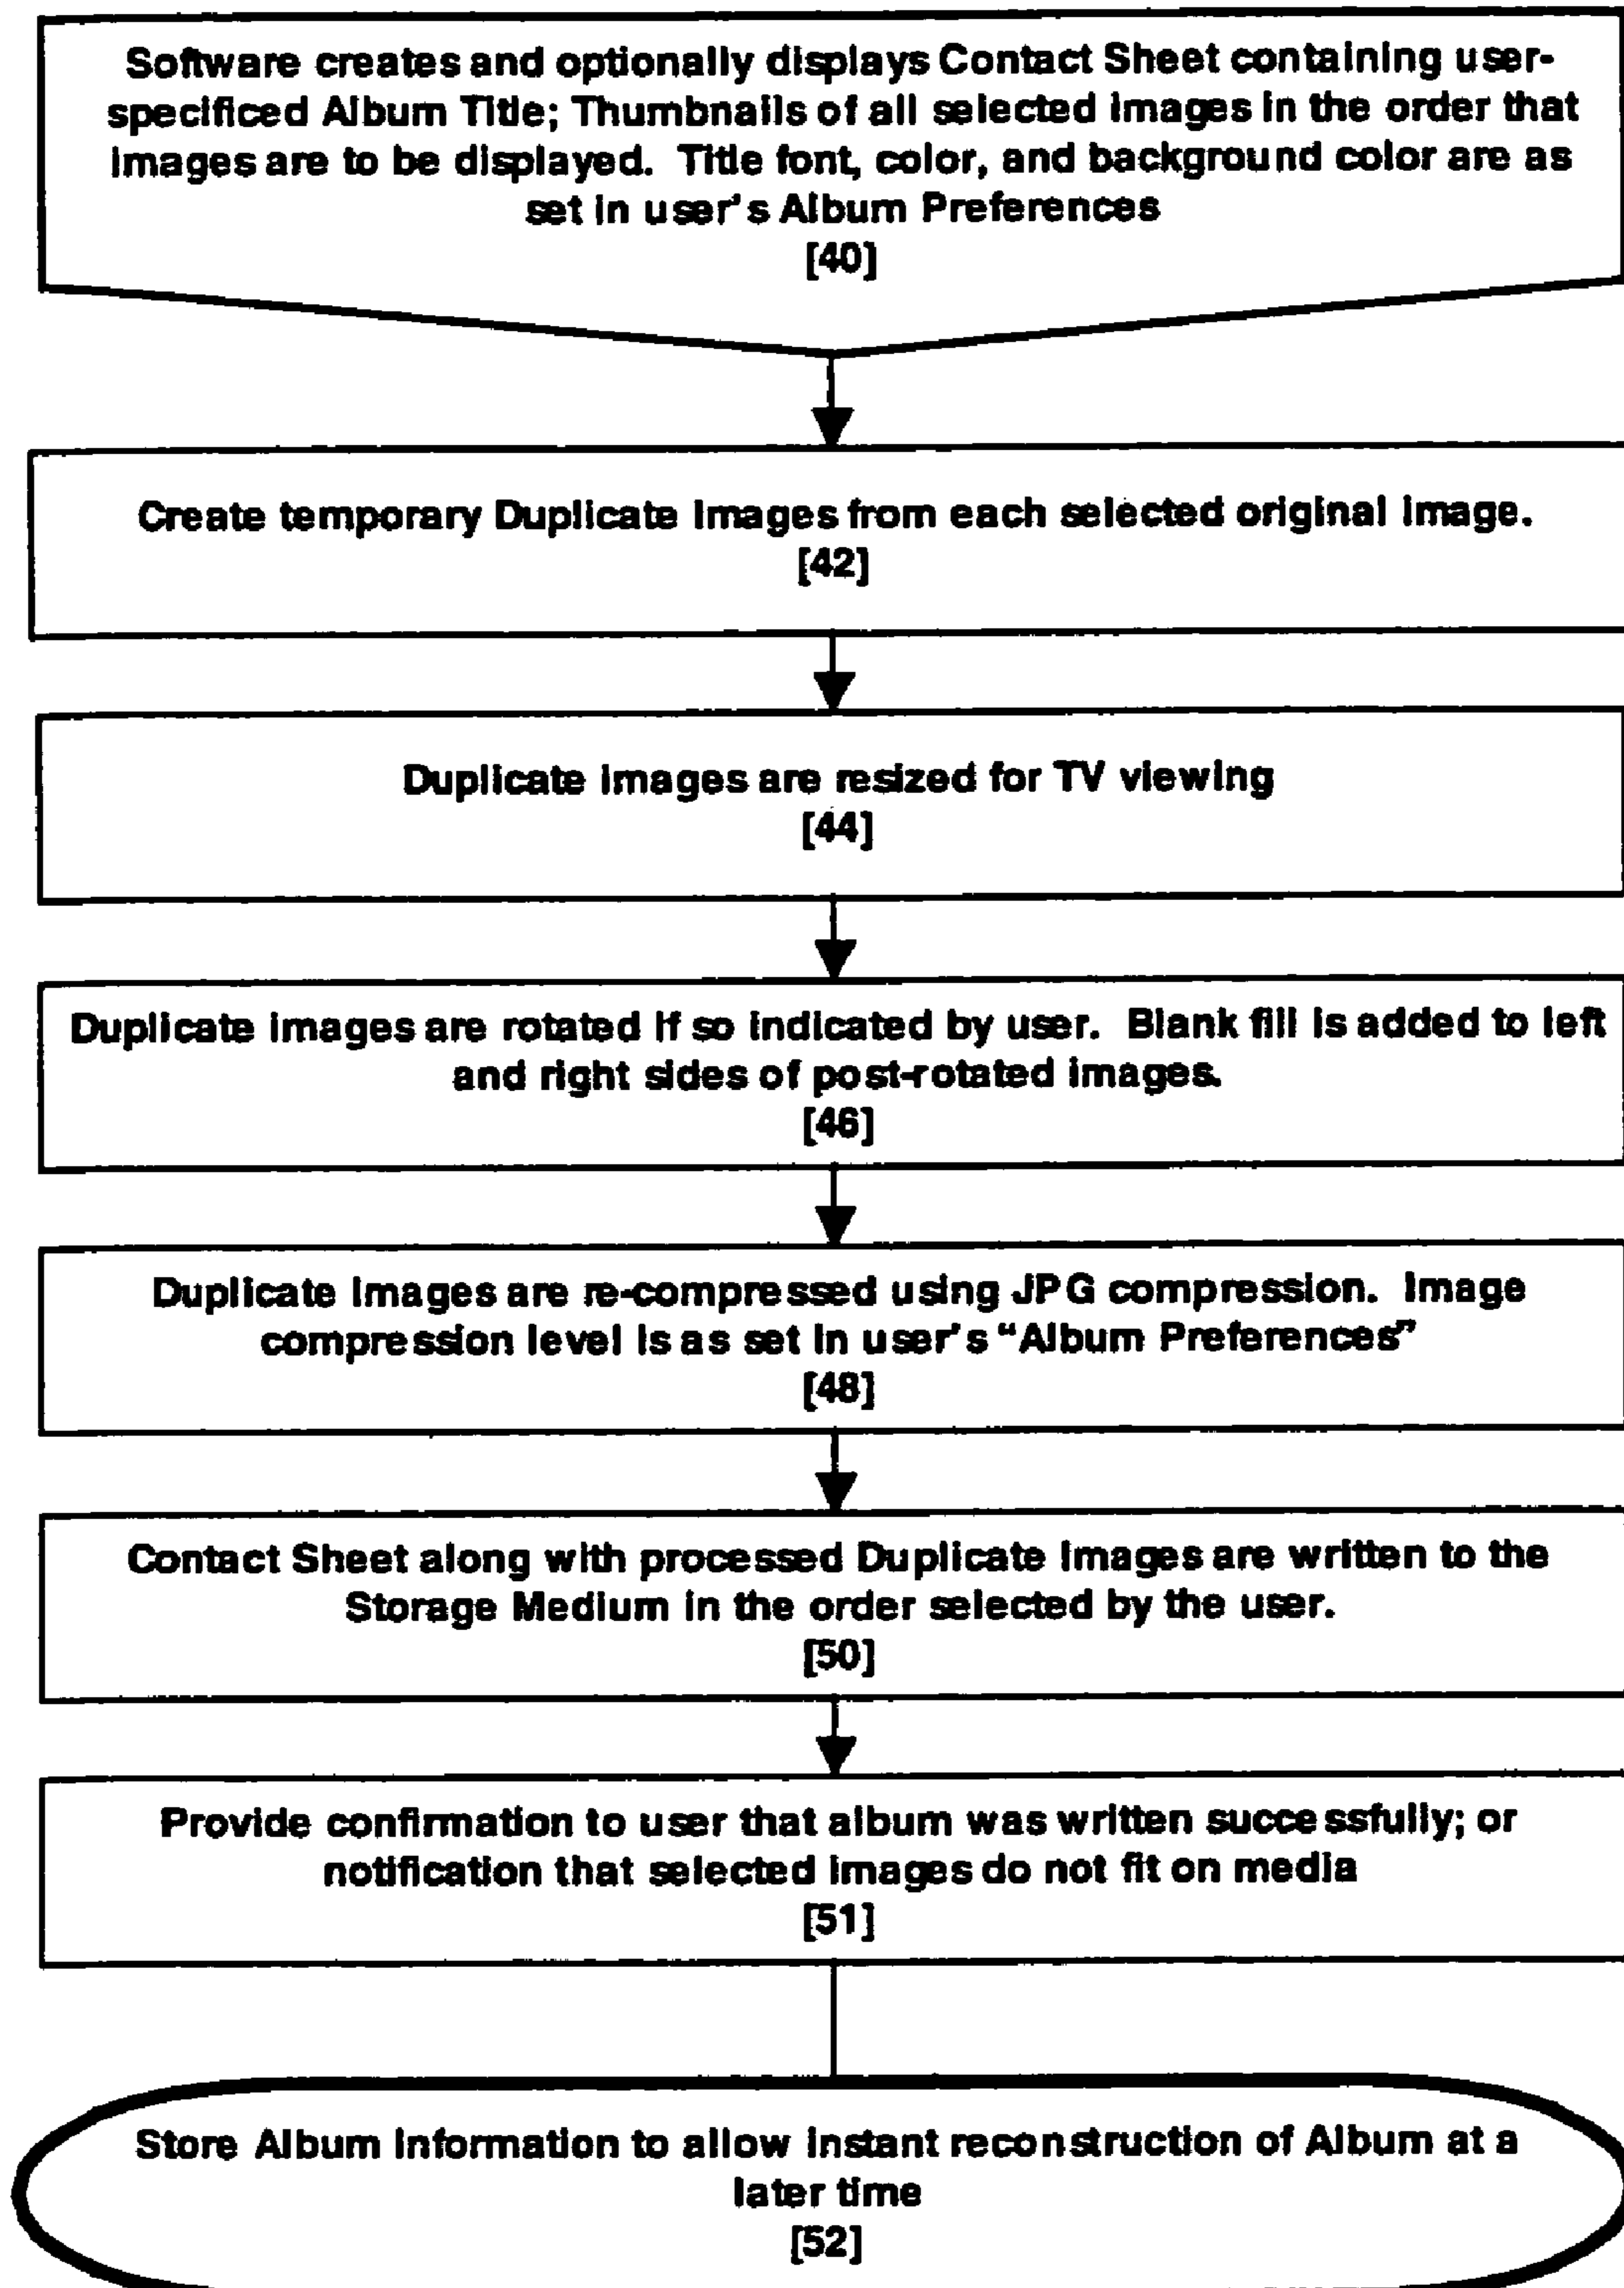 Software creates and optionally displays Contact Sheet containing user-
specificed Album Title; Thumbnails of all selected images in the order that
images are to be displayed. Title font, color, and background color are as
set in user's Album Preferences
[40]
Create temporary Duplicate Images from each selected original image.
[42]
Duplicate images are resized for TV viewing
[44]
Duplicate images are rotated if so indicated by user. Blank fill is added to left
and right sides of post-rotated images.
[46]
Duplicate images are re-compressed using JPG compression. Image
compression level is as set in user's “Album Preferences”
[48]
Contact Sheet along with processed Duplicate Images are written to the
Storage Medium in the order selected by the user.
[50]
Provide confirmation to user that album was written successfully; or
notification that selected images do not fit on media
[51]
Store Album information to allow instant reconstruction of Album at a
later time
[52]